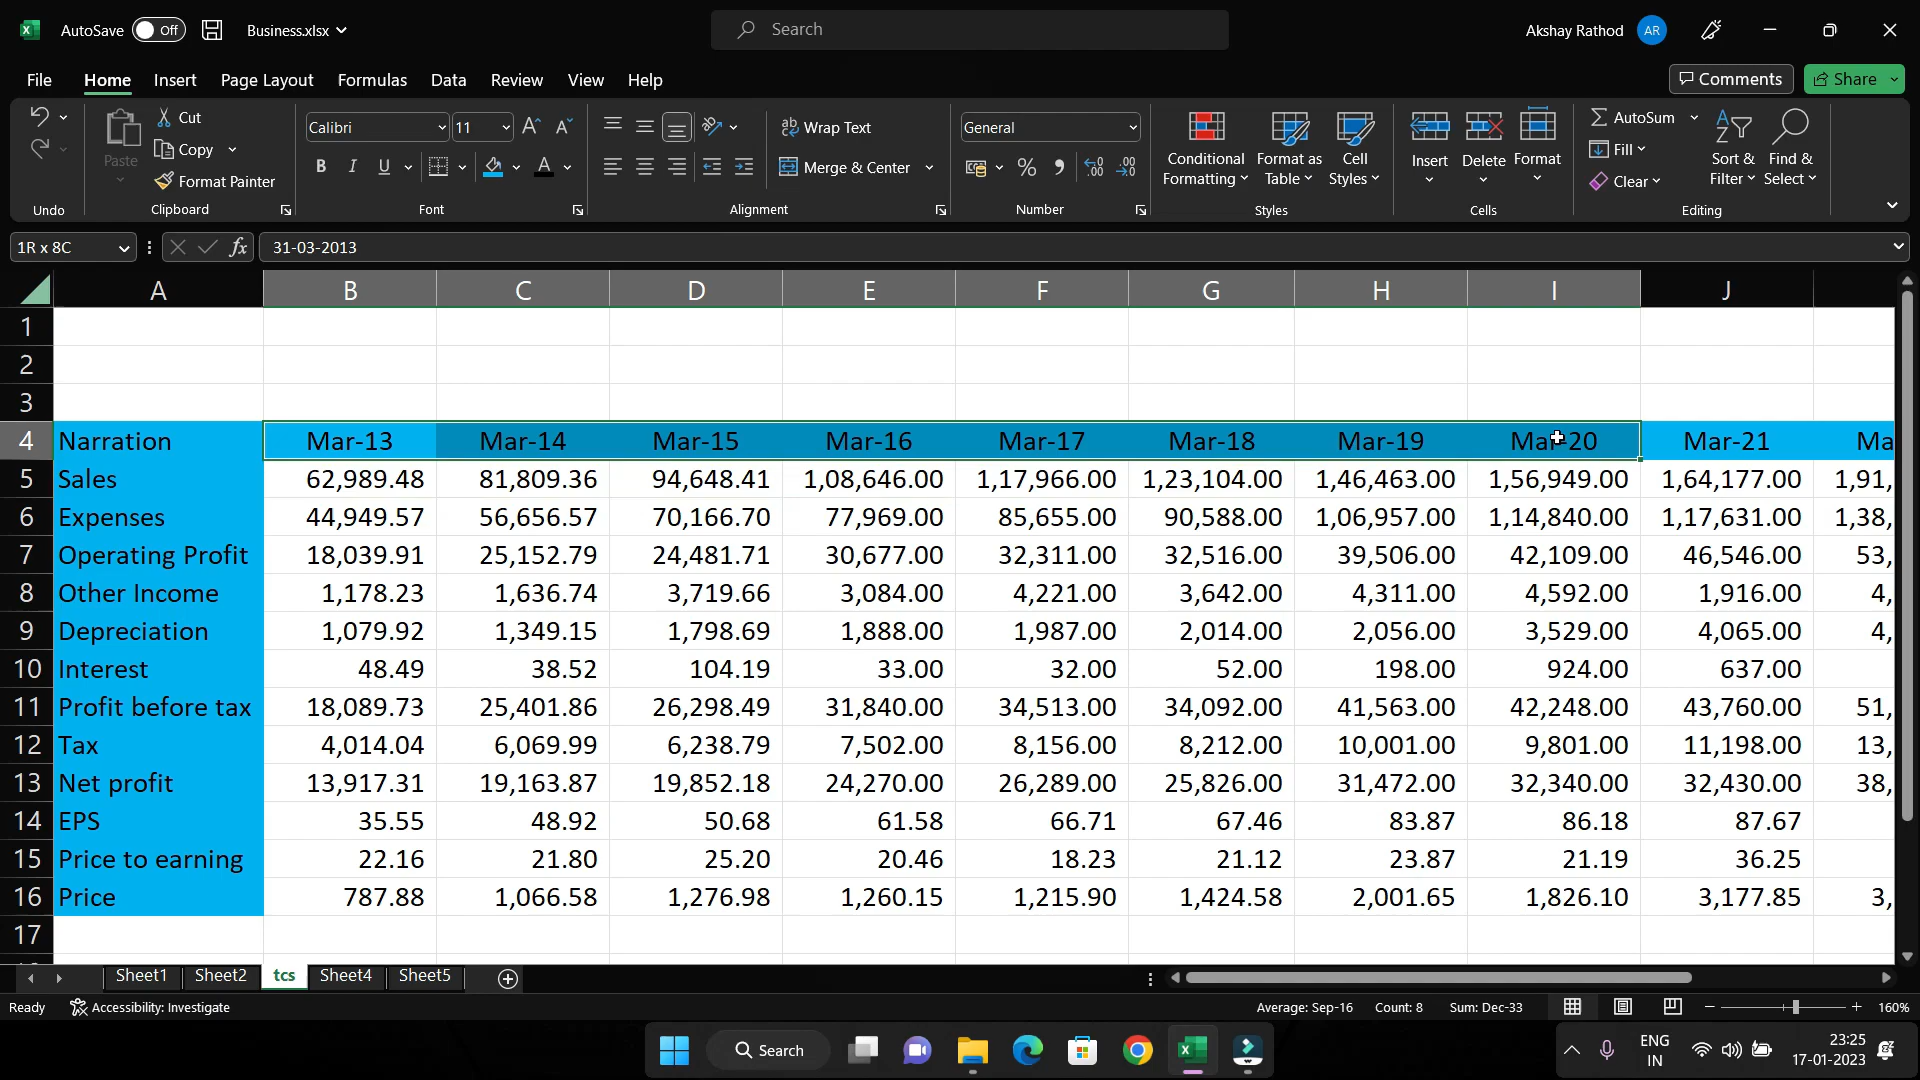 AutoSave Off Business.xlsx Search Akshay Rathod AR
File Home Insert Page Layout Formulas Data Review View Help Comments Share
Paste Cut Copy Format Painter Calibri 11 Wrap Text Merge & Center General Conditional Formatting Format as Table Cell Styles Insert Delete Format AutoSum Fill Clear Sort & Filter Find & Select
Undo Clipboard Font Alignment Number Styles Cells Editing
1R x 8C fx 31-03-2013
A B C D E F G H I J
1
2
3
4 Narration Mar-13 Mar-14 Mar-15 Mar-16 Mar-17 Mar-18 Mar-19 Mar-20 Mar-21 Ma
5 Sales 62,989.48 81,809.36 94,648.41 1,08,646.00 1,17,966.00 1,23,104.00 1,46,463.00 1,56,949.00 1,64,177.00 1,91,
6 Expenses 44,949.57 56,656.57 70,166.70 77,969.00 85,655.00 90,588.00 1,06,957.00 1,14,840.00 1,17,631.00 1,38,
7 Operating Profit 18,039.91 25,152.79 24,481.71 30,677.00 32,311.00 32,516.00 39,506.00 42,109.00 46,546.00 53,
8 Other Income 1,178.23 1,636.74 3,719.66 3,084.00 4,221.00 3,642.00 4,311.00 4,592.00 1,916.00 4,
9 Depreciation 1,079.92 1,349.15 1,798.69 1,888.00 1,987.00 2,014.00 2,056.00 3,529.00 4,065.00 4,
10 Interest 48.49 38.52 104.19 33.00 32.00 52.00 198.00 924.00 637.00
11 Profit before tax 18,089.73 25,401.86 26,298.49 31,840.00 34,513.00 34,092.00 41,563.00 42,248.00 43,760.00 51,
12 Tax 4,014.04 6,069.99 6,238.79 7,502.00 8,156.00 8,212.00 10,001.00 9,801.00 11,198.00 13,
13 Net profit 13,917.31 19,163.87 19,852.18 24,270.00 26,289.00 25,826.00 31,472.00 32,340.00 32,430.00 38,
14 EPS 35.55 48.92 50.68 61.58 66.71 67.46 83.87 86.18 87.67
15 Price to earning 22.16 21.80 25.20 20.46 18.23 21.12 23.87 21.19 36.25
16 Price 787.88 1,066.58 1,276.98 1,260.15 1,215.90 1,424.58 2,001.65 1,826.10 3,177.85 3,
17
Sheet1 Sheet2 tcs Sheet4 Sheet5
Ready Accessibility: Investigate Average: Sep-16 Count: 8 Sum: Dec-33 160%
Search ENG IN 23:25
17-01-2023